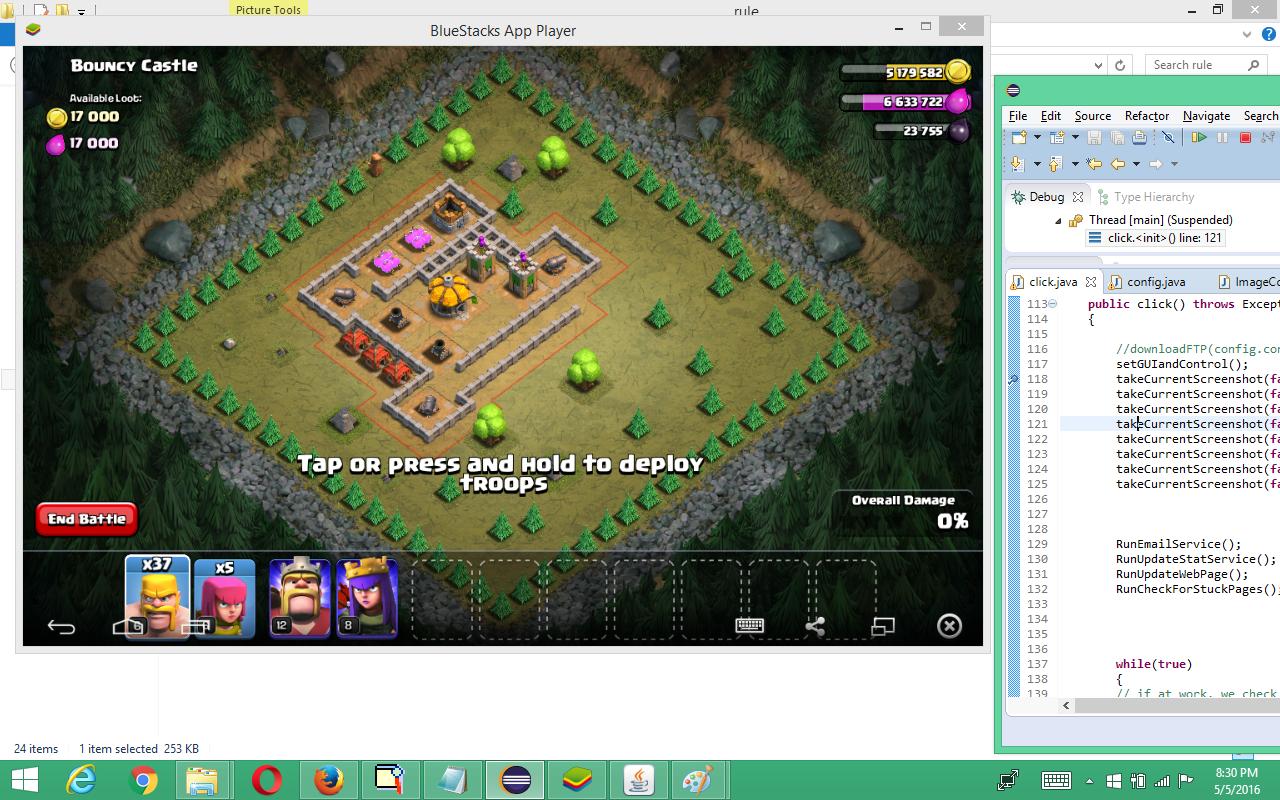 Picture Tools
rule
BlueStacks App Player
Search rule
Bouncy Castle
Available Loot:
17 000
17 000
5 179 582
6 633 722
23 755
Tap or press and hold to deploy
troops
End Battle
Overall Damage
0%
x37
x5
6
12
8
File Edit Source Refactor Navigate Search
Debug
Type Hierarchy
Thread [main] (Suspended)
click.<init>() line: 121
click.java
config.java
ImageCo
113 public click() throws Except
114 {
115
116 //downloadFTP(config.con
117 setGUIandControl();
118 takeCurrentScreenshot(fa
119 takeCurrentScreenshot(fa
120 takeCurrentScreenshot(fa
121 takeCurrentScreenshot(fa
122 takeCurrentScreenshot(fa
123 takeCurrentScreenshot(fa
124 takeCurrentScreenshot(fa
125 takeCurrentScreenshot(fa
126
127
128
129 RunEmailService();
130 RunUpdateStatService();
131 RunUpdateWebPage();
132 RunCheckForStuckPages();
133
134
135
136
137 while(true)
138 {
139 // if at work, we check
24 items 1 item selected 253 KB
8:30 PM
5/5/2016